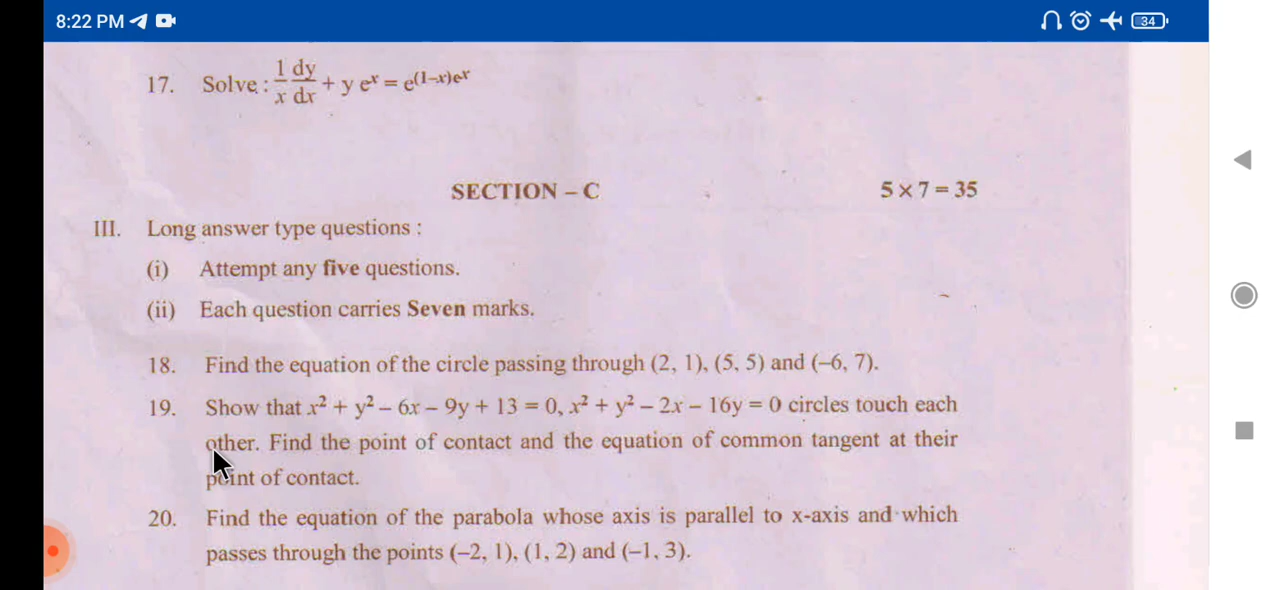 8:22 PM 34
17. Solve : 1/x dy/dx + y eˣ = e^((1–x)eˣ)
SECTION – C 5 × 7 = 35
III. Long answer type questions :
(i) Attempt any five questions.
(ii) Each question carries Seven marks.
18. Find the equation of the circle passing through (2, 1), (5, 5) and (–6, 7).
19. Show that x² + y² – 6x – 9y + 13 = 0, x² + y² – 2x – 16y = 0 circles touch each
other. Find the point of contact and the equation of common tangent at their
point of contact.
20. Find the equation of the parabola whose axis is parallel to x-axis and which
passes through the points (–2, 1), (1, 2) and (–1, 3).